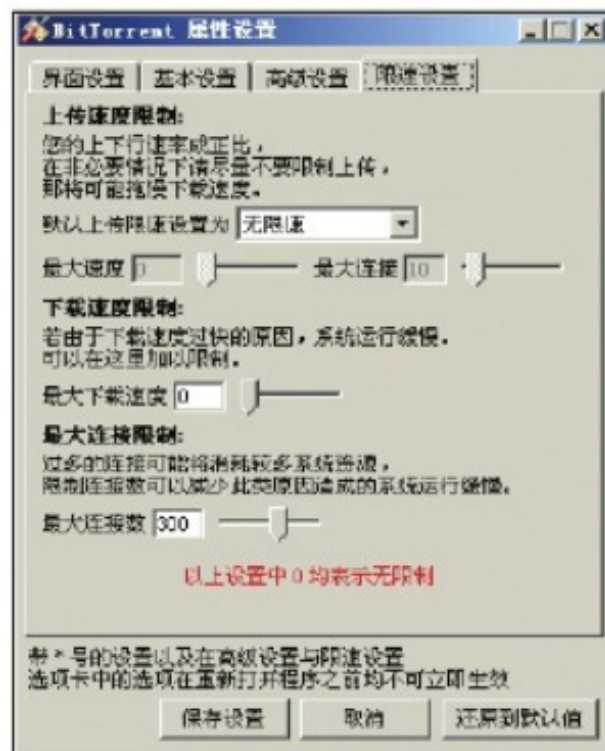 BitTorrent 属性设置
界面设置 基本设置 高级设置 限速设置
上传速度限制:
您的上下行速率成正比，
在非必要情况下请尽量不要限制上传，
那将可能拖慢下载速度。
默认上传限速设置为 无限速
最大速度 0 最大连接 10
下载速度限制:
若由于下载速度过快的原因，系统运行缓慢。
可以在这里加以限制。
最大下载速度 0
最大连接限制:
过多的连接可能将消耗较多系统资源，
限制连接数可以减少此类原因造成的系统运行缓慢。
最大连接数 300
以上设置中 0 均表示无限制
带 * 号的设置以及在高级设置与限速设置
选项卡中的选项在重新打开程序之前均不可立即生效
保存设置 取消 还原到默认值